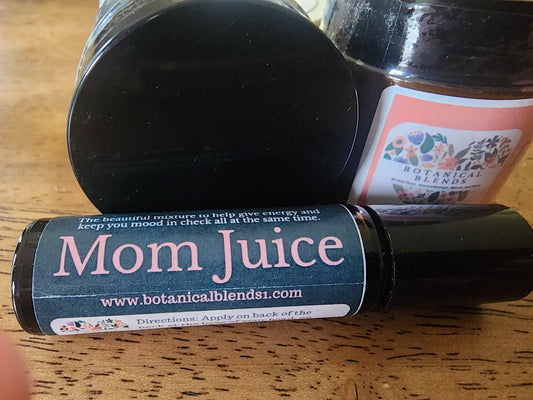 BOTANICAL
BLENDS
The beautiful mixture to help give energy and
keep you mood in check all at the same time.
Mom Juice
www.botanicalblends1.com
Directions: Apply on back of the